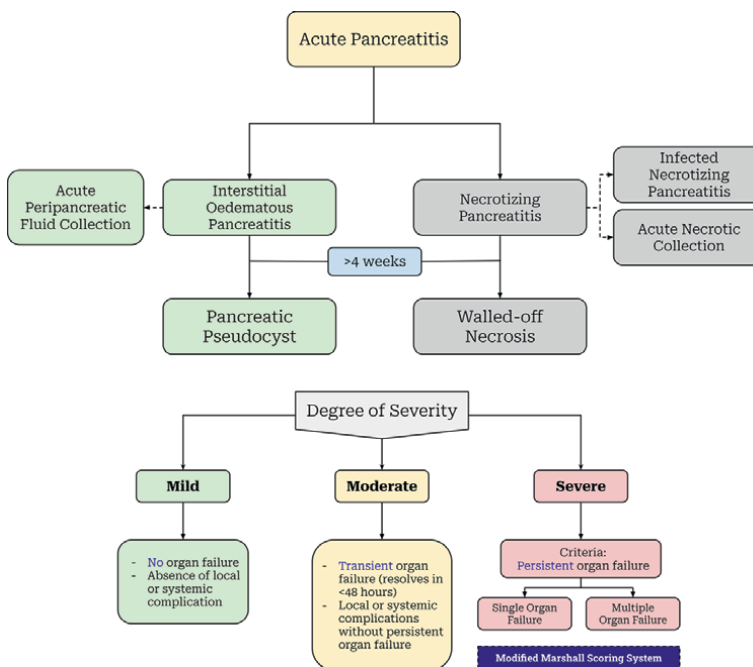 Acute Pancreatitis
Acute
Peripancreatic
Fluid Collection
Interstitial
Oedematous
Pancreatitis
Necrotizing
Pancreatitis
Infected
Necrotizing
Pancreatitis
Acute Necrotic
Collection
>4 weeks
Pancreatic
Pseudocyst
Walled-off
Necrosis
Degree of Severity
Mild
Moderate
Severe
- No organ failure
- Absence of local
or systemic
complication
- Transient organ
failure (resolves in
<48 hours)
- Local or systemic
complications
without persistent
organ failure
Criteria:
Persistent organ failure
Single Organ
Failure
Multiple
Organ Failure
Modified Marshall Scoring System